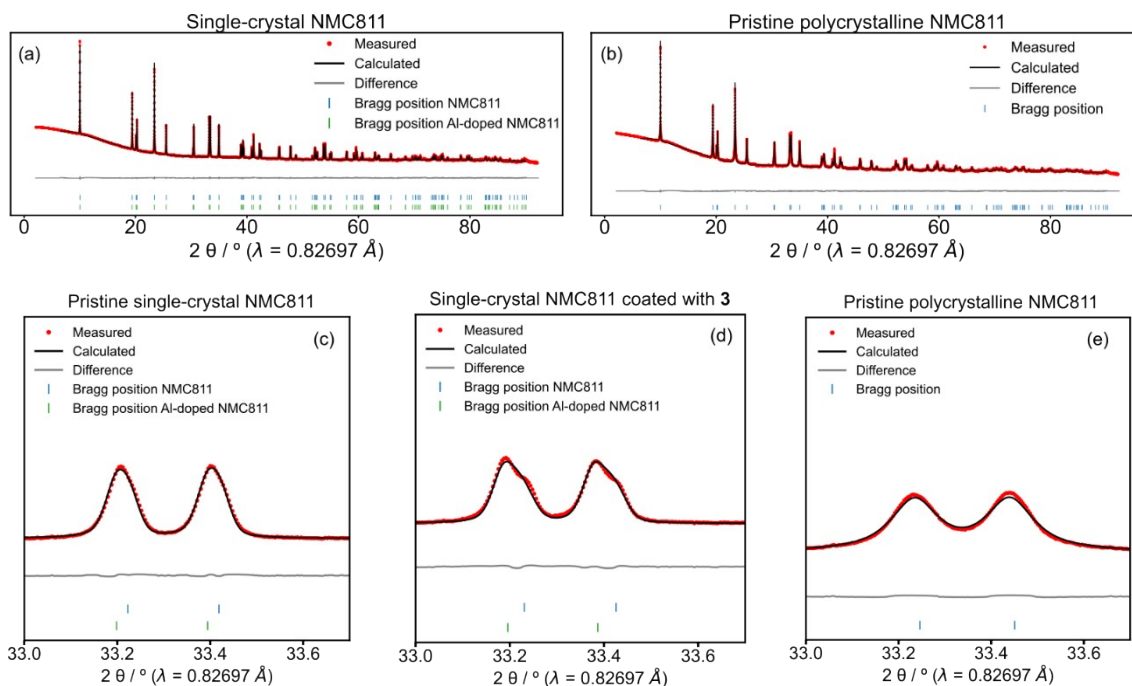 Single-crystal NMC811
(a)
Measured
Calculated
Difference
Bragg position NMC811
Bragg position Al-doped NMC811
0 20 40 60 80
2 θ / º (λ = 0.82697 Å)
Pristine polycrystalline NMC811
(b)
Measured
Calculated
Difference
Bragg position
0 20 40 60 80
2 θ / º (λ = 0.82697 Å)
Pristine single-crystal NMC811
(c)
Measured
Calculated
Difference
Bragg position NMC811
Bragg position Al-doped NMC811
33.0 33.2 33.4 33.6
2 θ / º (λ = 0.82697 Å)
Single-crystal NMC811 coated with 3
(d)
Measured
Calculated
Difference
Bragg position NMC811
Bragg position Al-doped NMC811
33.0 33.2 33.4 33.6
2 θ / º (λ = 0.82697 Å)
Pristine polycrystalline NMC811
(e)
Measured
Calculated
Difference
Bragg position
33.0 33.2 33.4 33.6
2 θ / º (λ = 0.82697 Å)